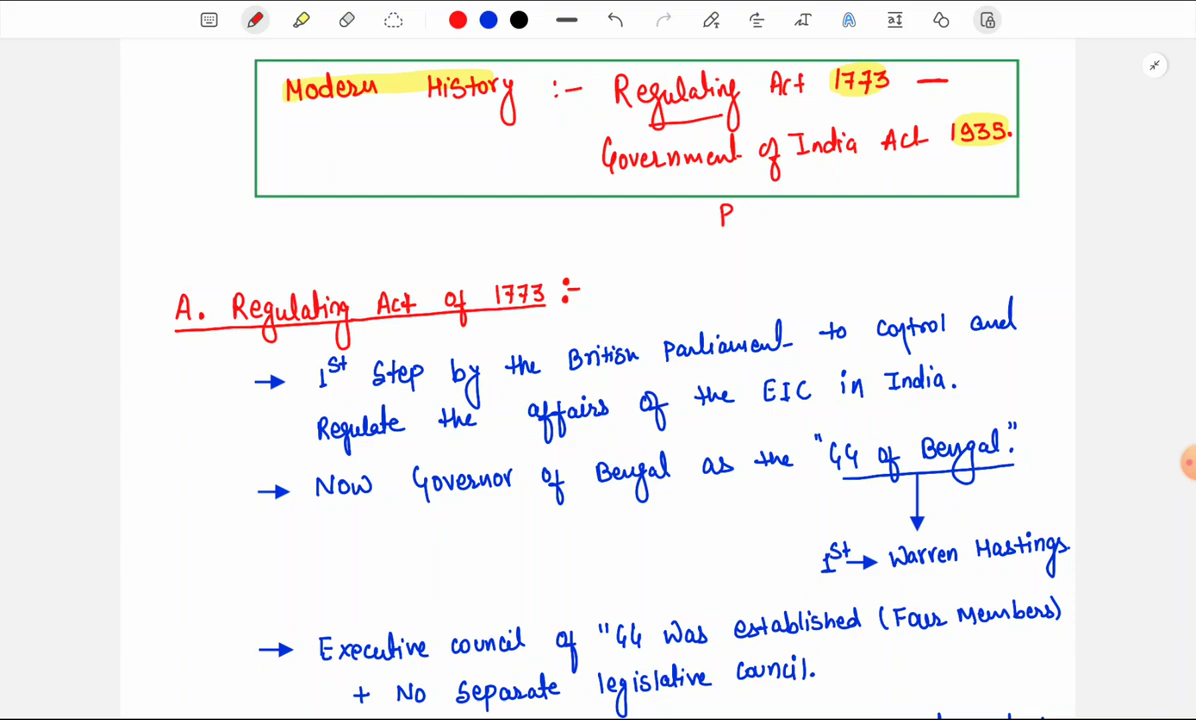 Modern History :- Regulating Act 1773 —
Government of India Act 1935.
P
A. Regulating Act of 1773 :-
→ 1st Step by the British Parliament to control and
Regulate the affairs of the EIC in India.
→ Now Governor of Bengal as the "GG of Bengal".
1st → Warren Hastings
→ Executive council of "GG was established (Four Members)
+ No separate legislative council.